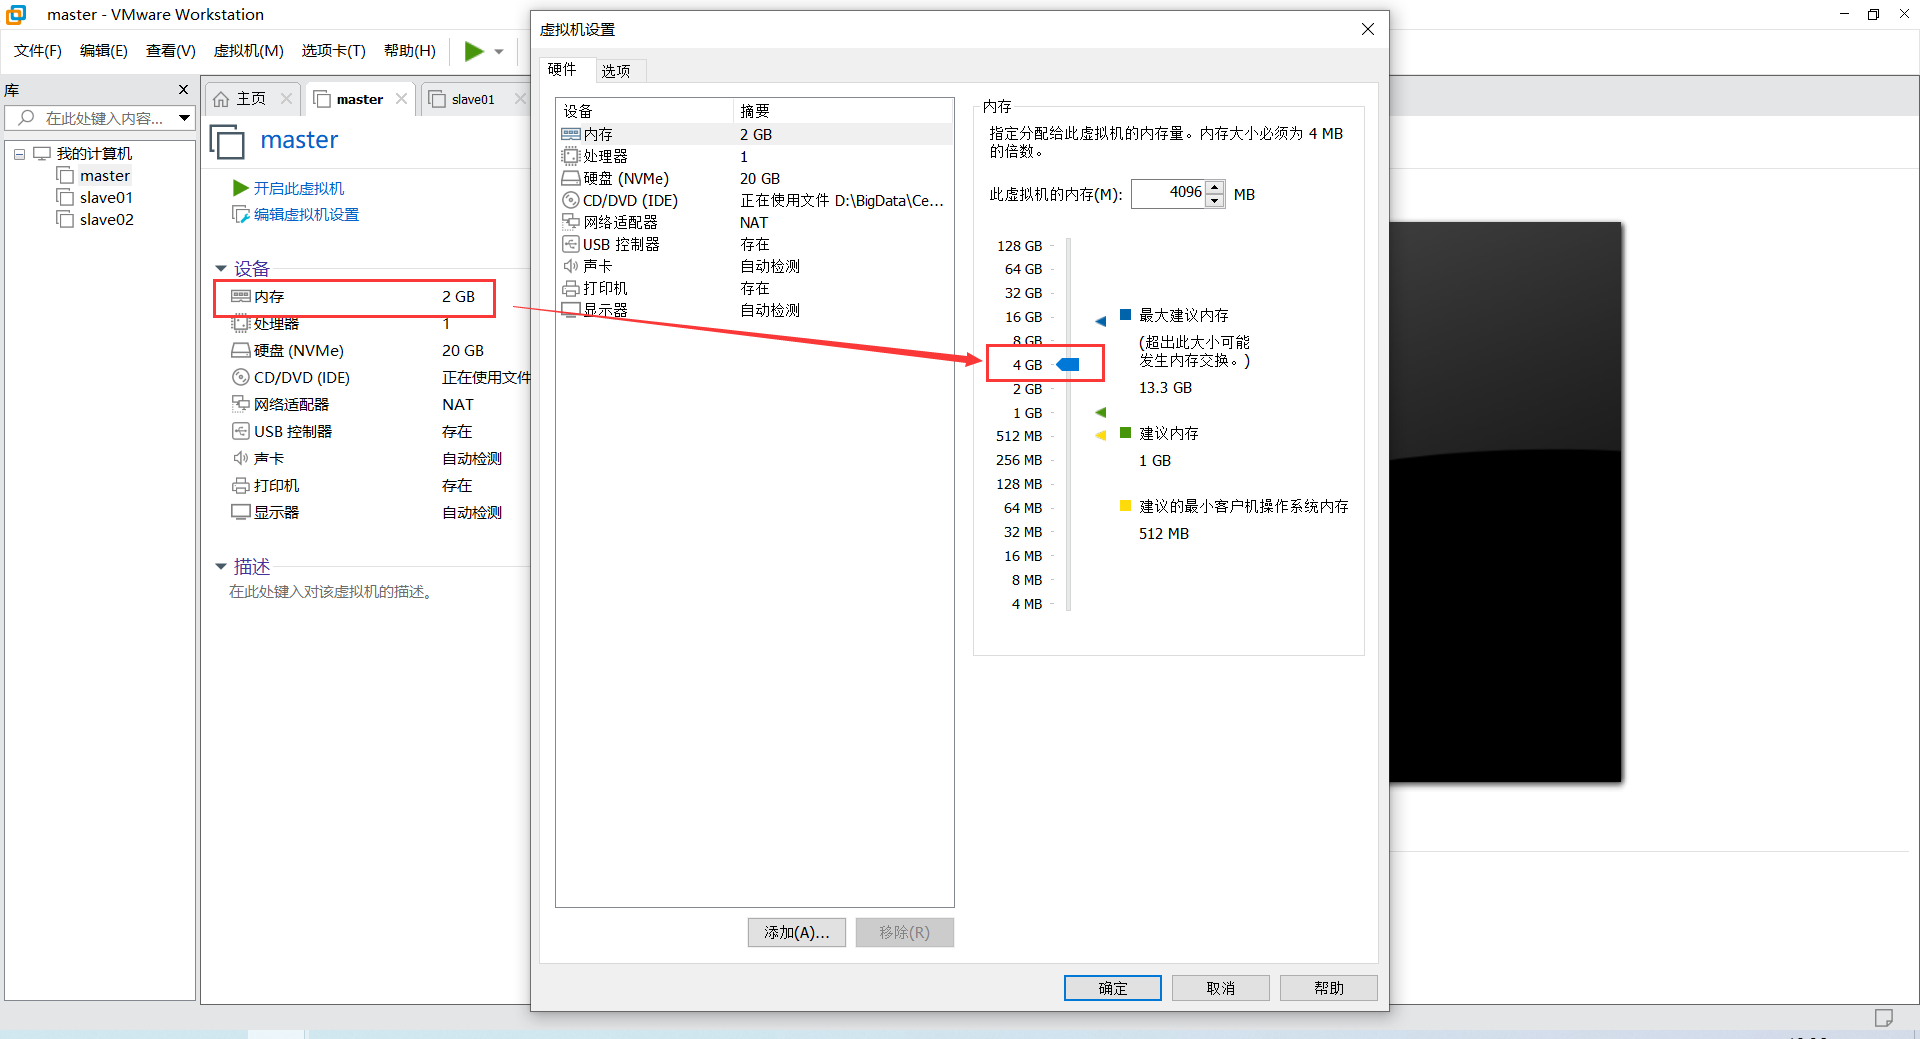 master - VMware Workstation
文件(F) 编辑(E) 查看(V) 虚拟机(M) 选项卡(T) 帮助(H)
库
在此处键入内容...
我的计算机
master
slave01
slave02
主页
master
slave01
master
开启此虚拟机
编辑虚拟机设置
设备
内存 2 GB
处理器 1
硬盘 (NVMe) 20 GB
CD/DVD (IDE) 正在使用文件
网络适配器 NAT
USB 控制器 存在
声卡 自动检测
打印机 存在
显示器 自动检测
描述
在此处键入对该虚拟机的描述。
虚拟机设置
硬件 选项
设备 摘要
内存 2 GB
处理器 1
硬盘 (NVMe) 20 GB
CD/DVD (IDE) 正在使用文件 D:\BigData\Ce...
网络适配器 NAT
USB 控制器 存在
声卡 自动检测
打印机 存在
显示器 自动检测
添加(A)... 移除(R)
内存
指定分配给此虚拟机的内存量。内存大小必须为 4 MB
的倍数。
此虚拟机的内存(M): 4096 MB
128 GB
64 GB
32 GB
16 GB
8 GB
4 GB
2 GB
1 GB
512 MB
256 MB
128 MB
64 MB
32 MB
16 MB
8 MB
4 MB
最大建议内存
(超出此大小可能
发生内存交换。)
13.3 GB
建议内存
1 GB
建议的最小客户机操作系统内存
512 MB
确定 取消 帮助